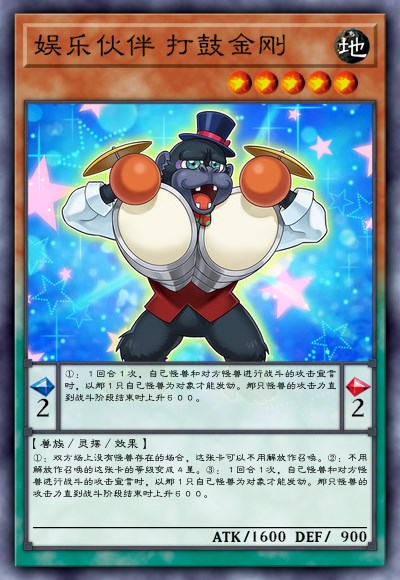 娱乐伙伴 打鼓金刚
地
①：1回合1次，自己怪兽和对方怪兽进行战斗的攻击宣言
时，以那1只自己怪兽为对象才能发动。那只怪兽的攻击力直
到战斗阶段结束时上升600。
2 2
【兽族／灵摆／效果】
①：双方场上没有怪兽存在的场合，这张卡可以不用解放作召唤。②：不用
解放作召唤的这张卡的等级变成4星。③：1回合1次，自己怪兽和对方怪兽
进行战斗的攻击宣言时，以那1只自己怪兽为对象才能发动。那只怪兽的
攻击力直到战斗阶段结束时上升600。
ATK/1600 DEF/ 900